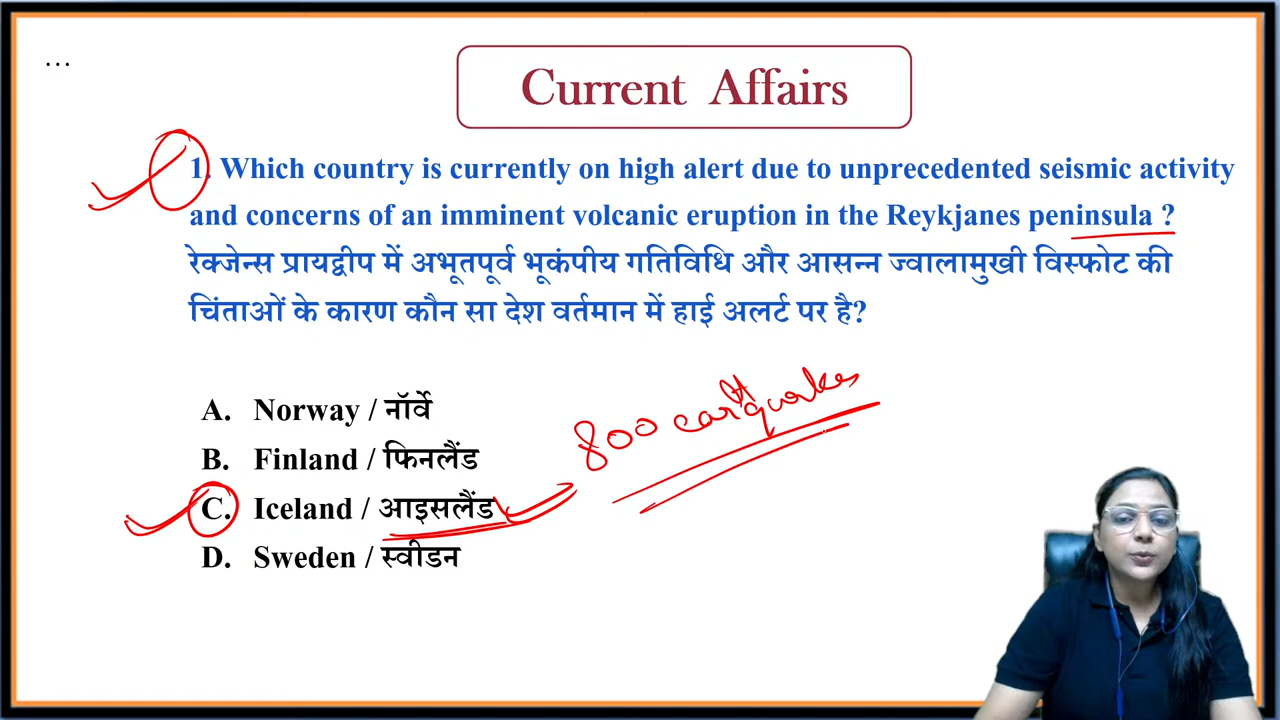 ...
Current Affairs
1. Which country is currently on high alert due to unprecedented seismic activity
and concerns of an imminent volcanic eruption in the Reykjanes peninsula ?
रेक्जेन्स प्रायद्वीप में अभूतपूर्व भूकंपीय गतिविधि और आसन्न ज्वालामुखी विस्फोट की
चिंताओं के कारण कौन सा देश वर्तमान में हाई अलर्ट पर है?
A. Norway / नॉर्वे
800 earthquakes
B. Finland / फिनलैंड
C. Iceland / आइसलैंड
D. Sweden / स्वीडन